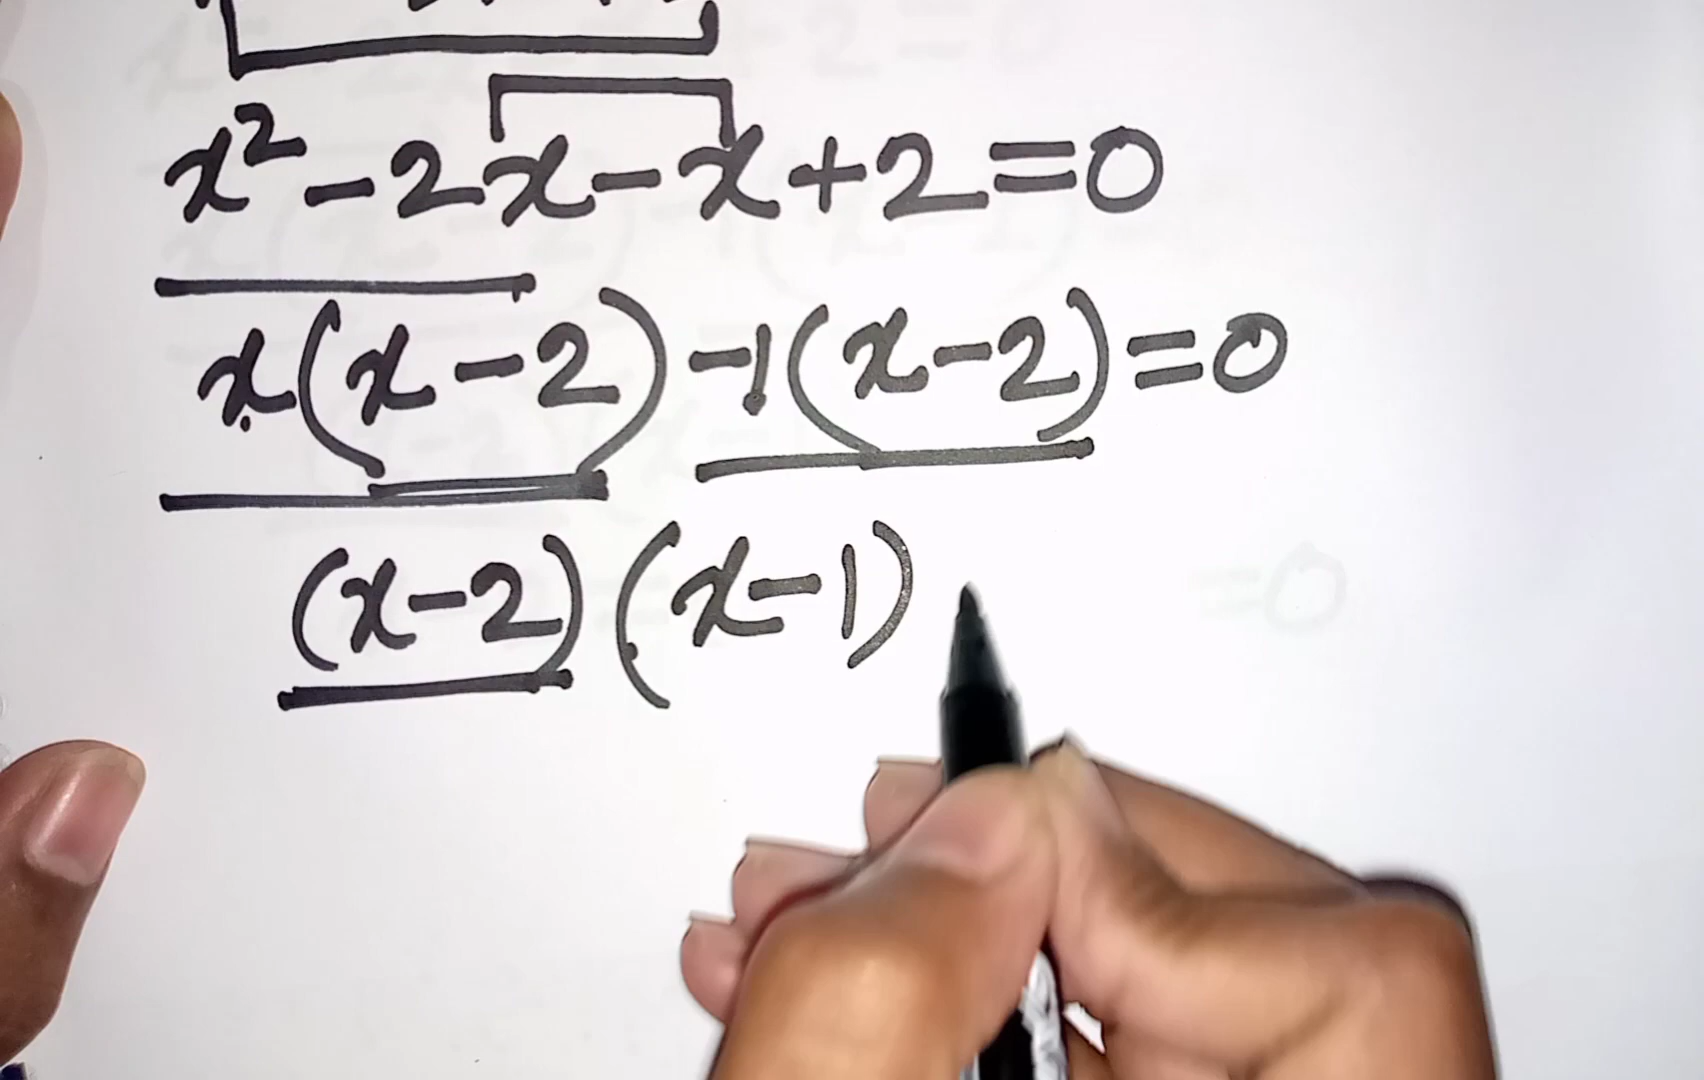 x² - 2x - x + 2 = 0
x(x - 2) - 1(x - 2) = 0
(x - 2)(x - 1)